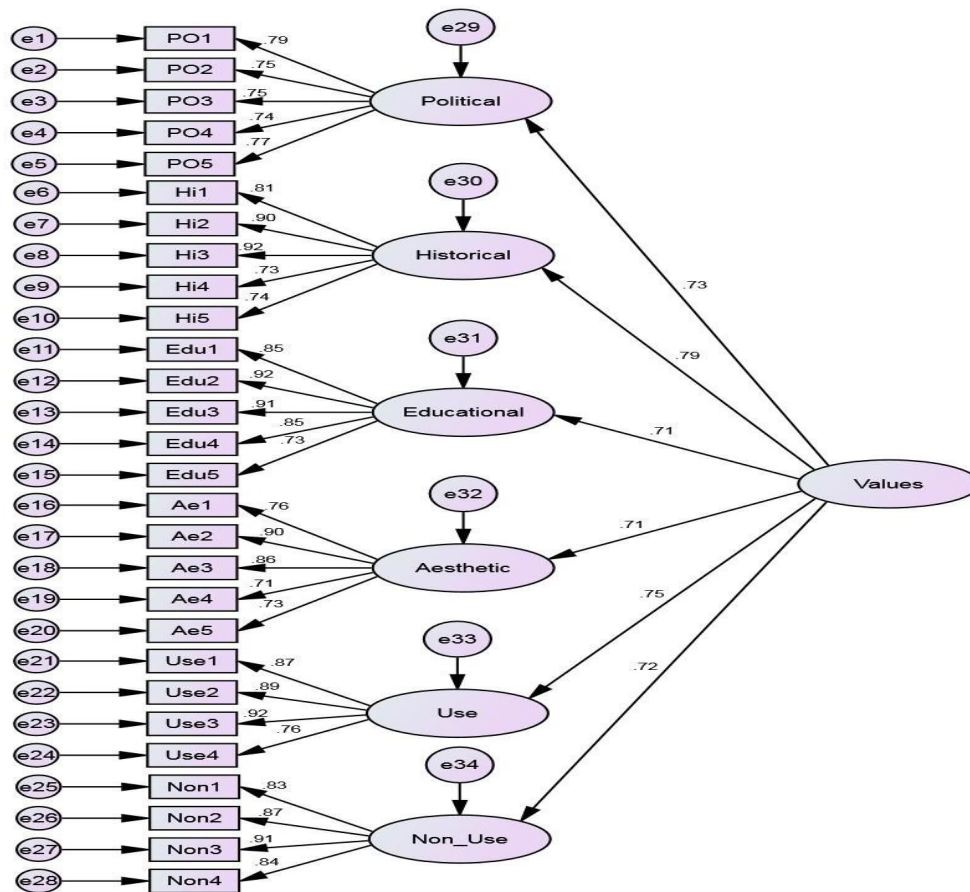 e29
e1 PO1 .79
e2 PO2 .75
e3 PO3 .75 Political
e4 PO4 .74
e5 PO5 .77
e30
e6 Hi1 .81
e7 Hi2 .90
e8 Hi3 .92 Historical
e9 Hi4 .73 .73
e10 Hi5 .74
e31
e11 Edu1 .85 .79
e12 Edu2 .92
e13 Edu3 .91 Educational
e14 Edu4 .85 .71
e15 Edu5 .73
Values
e32
e16 Ae1 .76
e17 Ae2 .90 .71
e18 Ae3 .86 Aesthetic
e19 Ae4 .71 .75
e20 Ae5 .73
e33
e21 Use1 .87 .72
e22 Use2 .89
e23 Use3 .92 Use
e24 Use4 .76
e34
e25 Non1 .83
e26 Non2 .87
e27 Non3 .91 Non_Use
e28 Non4 .84